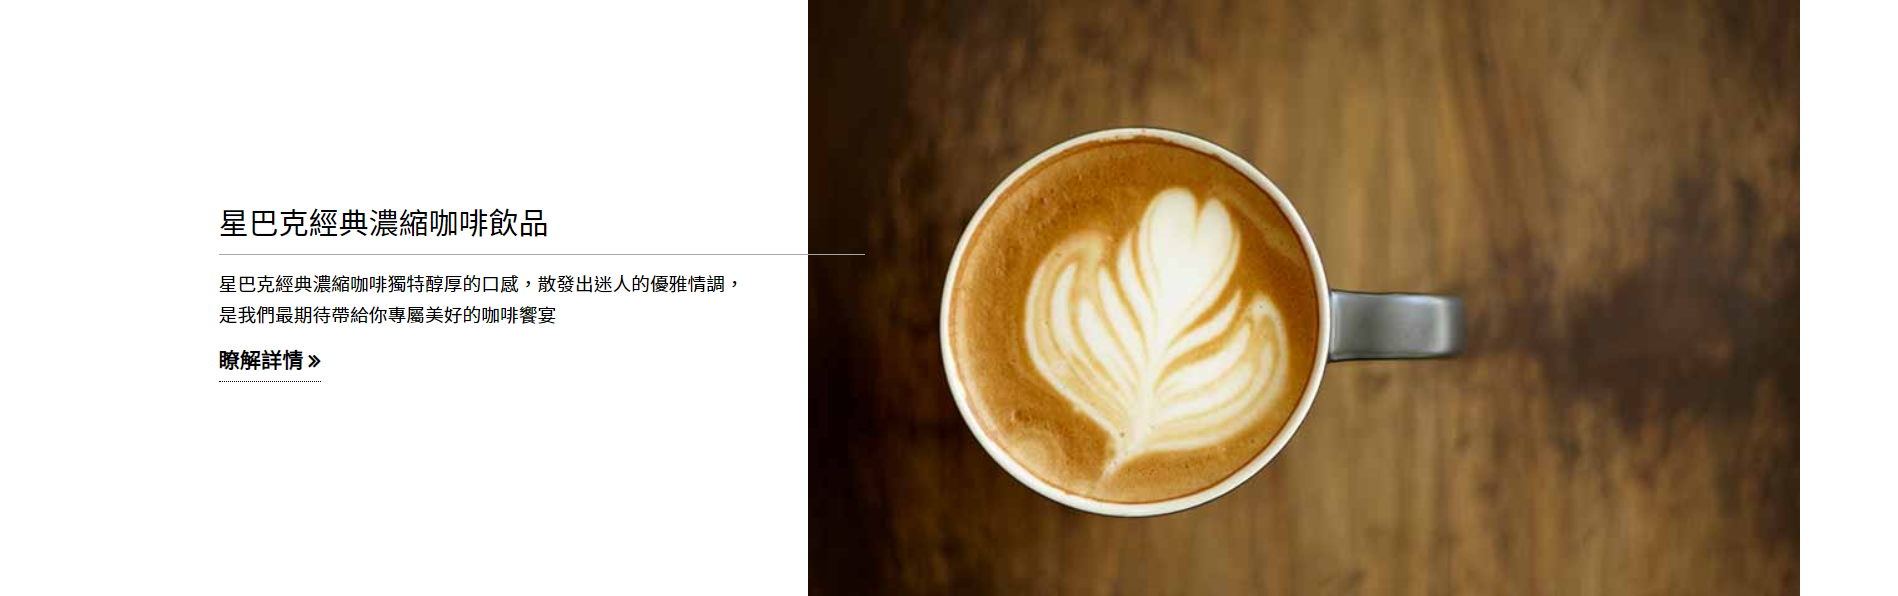 星巴克經典濃縮咖啡飲品
星巴克經典濃縮咖啡獨特醇厚的口感，散發出迷人的優雅情調，
是我們最期待帶給你專屬美好的咖啡饗宴
瞭解詳情 »